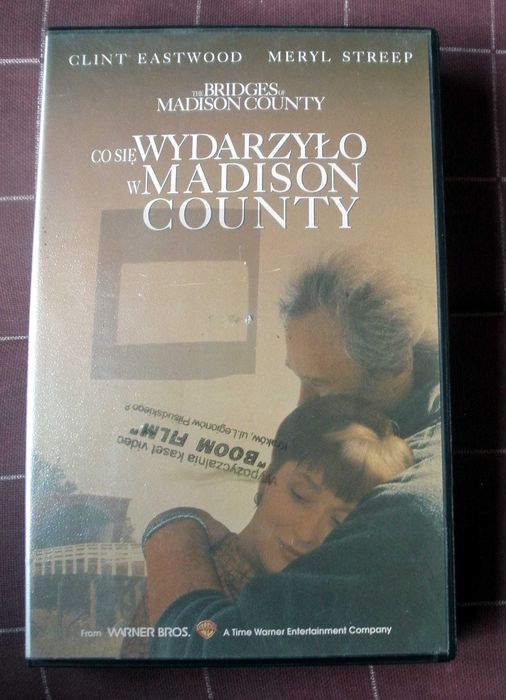 CLINT EASTWOOD MERYL STREEP
THE BRIDGES OF
MADISON COUNTY
CO SIĘ WYDARZYŁO
W MADISON
COUNTY
Wypożyczalnia kaset video
"BOOM FILM"
Kraków, ul. Legionów Piłsudskiego 2
From WARNER BROS. A Time Warner Entertainment Company